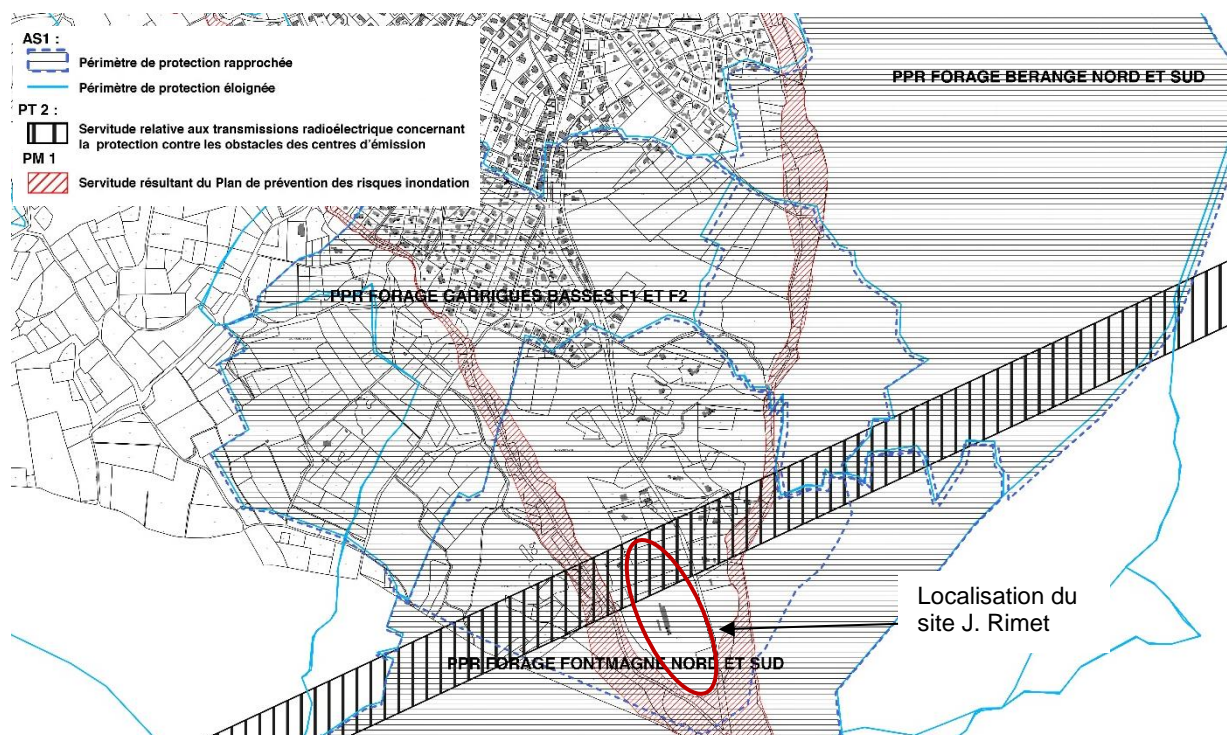 AS1 :
Périmètre de protection rapprochée
Périmètre de protection éloignée
PT 2 :
Servitude relative aux transmissions radioélectrique concernant
la protection contre les obstacles des centres d'émission
PM 1
Servitude résultant du Plan de prévention des risques inondation
PPR FORAGE BERANGE NORD ET SUD
PPR FORAGE GARRIGUES BASSES F1 ET F2
Localisation du
site J. Rimet
PPR FORAGE FONTMAGNE NORD ET SUD